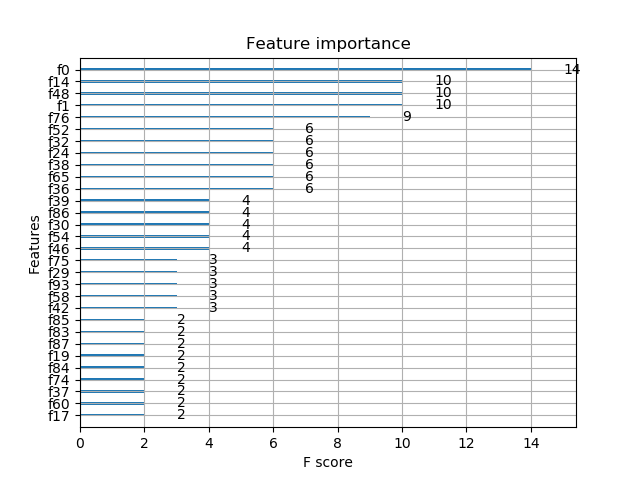 Feature importance
f0 14
f14 10
f48 10
f1 10
f76 9
f52 6
f32 6
f24 6
f38 6
f65 6
f36 6
f39 4
f86 4
f30 4
f54 4
f46 4
f75 3
f29 3
f93 3
f58 3
f42 3
f85 2
f83 2
f87 2
f19 2
f84 2
f74 2
f37 2
f60 2
f17 2
Features
0 2 4 6 8 10 12 14
F score